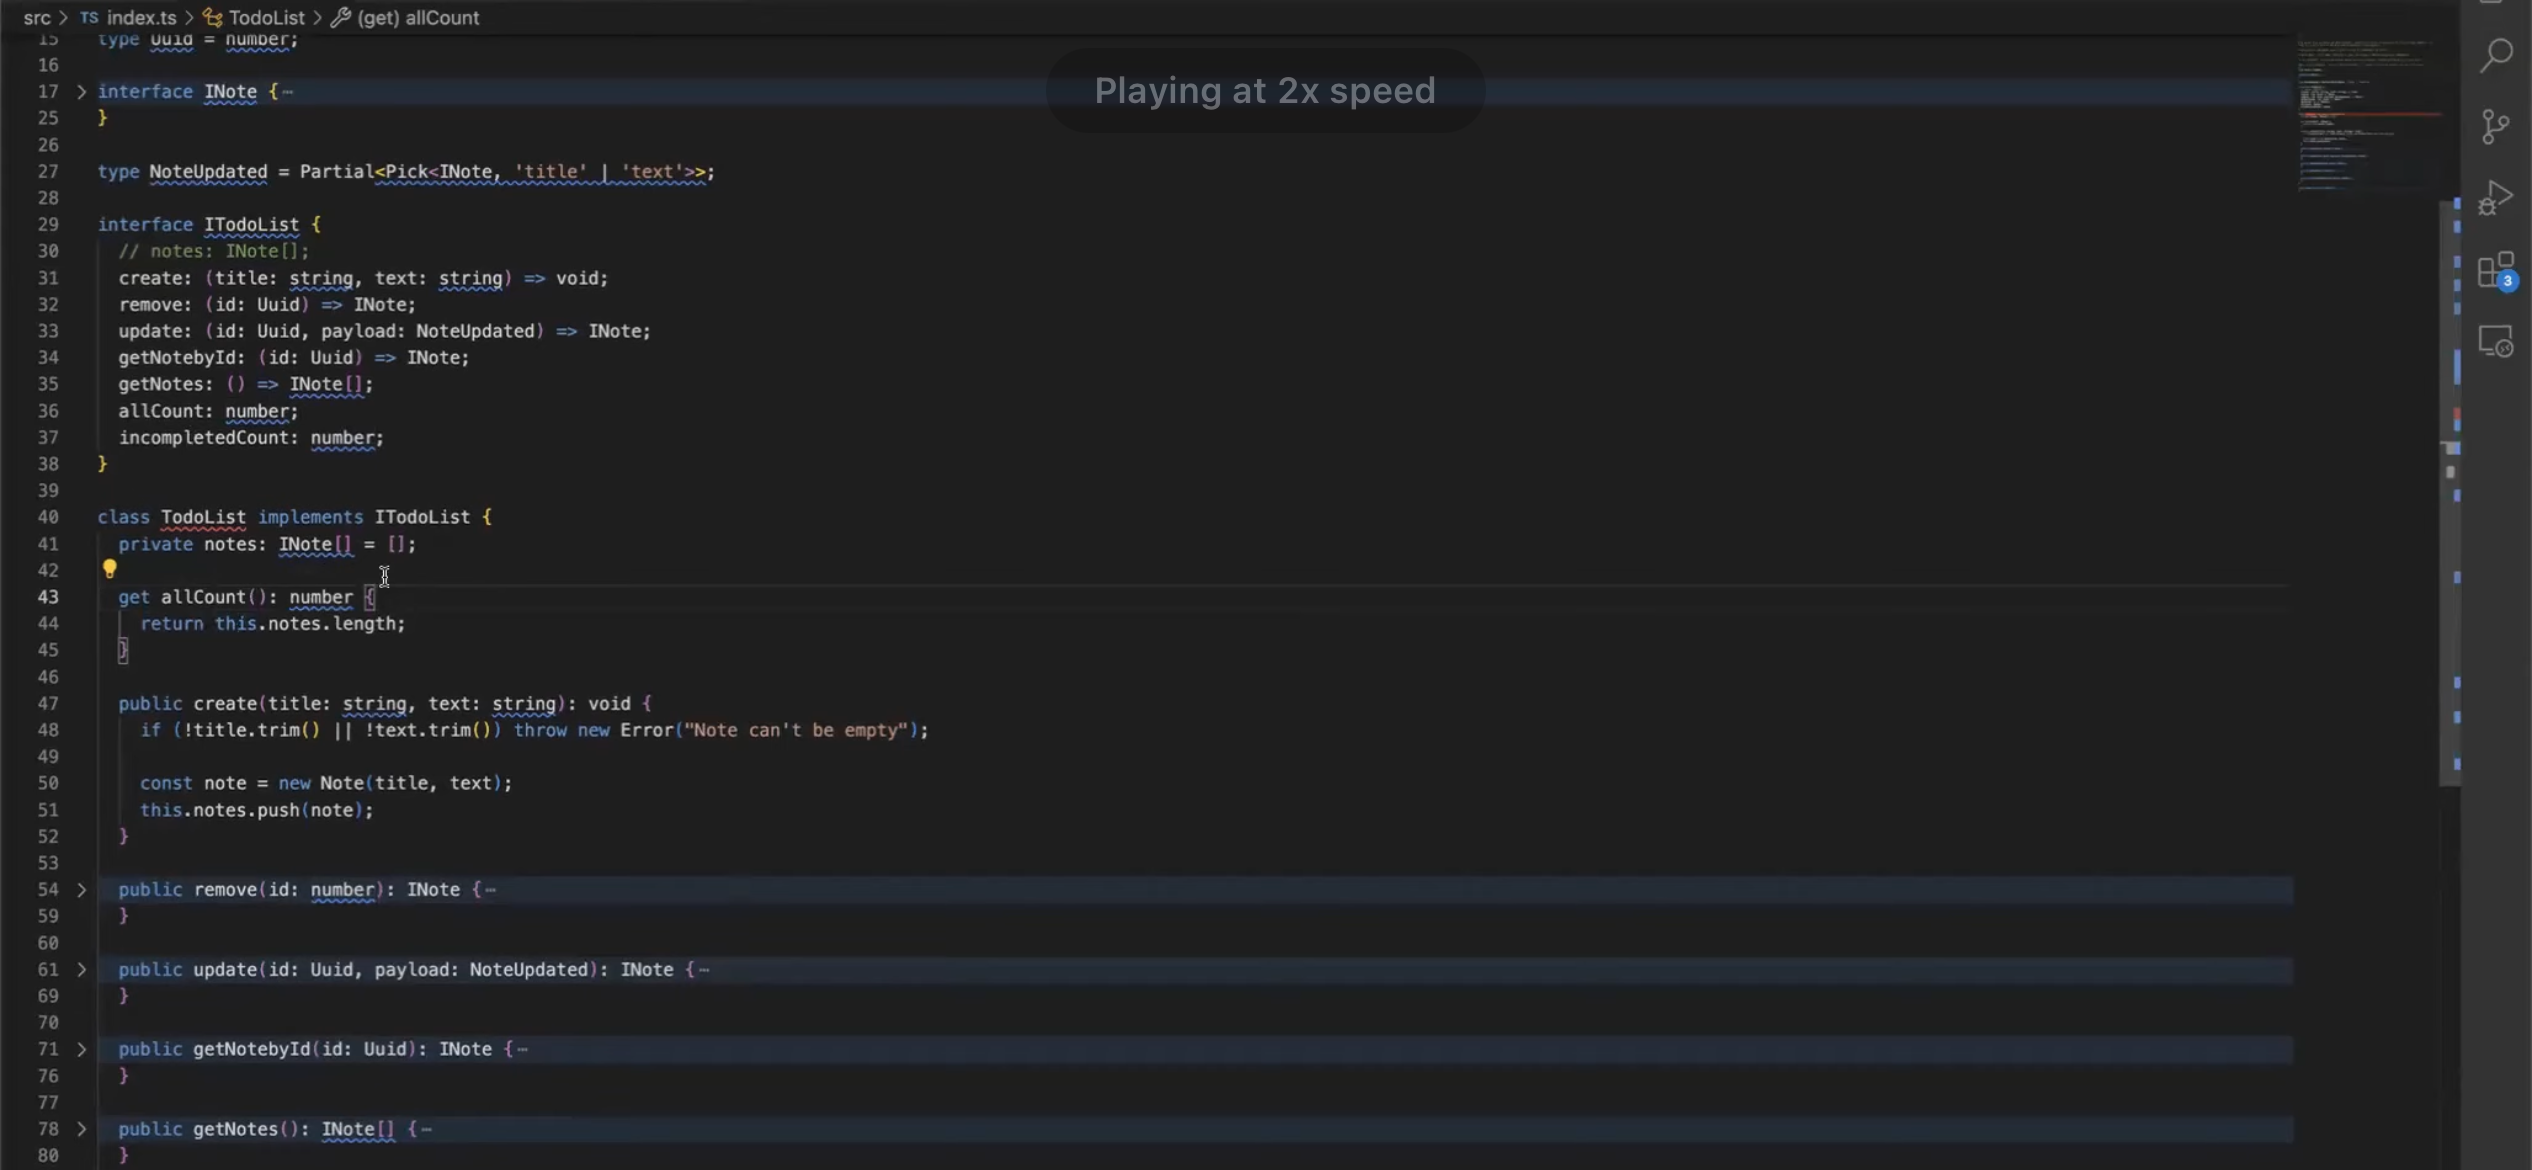 src > TS index.ts > TodoList > (get) allCount
15 type Uuid = number;
16
Playing at 2x speed
17 > interface INote {⋯
25 }
26
27 type NoteUpdated = Partial<Pick<INote, 'title' | 'text'>>;
28
29 interface ITodoList {
30 // notes: INote[];
31 create: (title: string, text: string) => void;
32 remove: (id: Uuid) => INote;
33 update: (id: Uuid, payload: NoteUpdated) => INote;
34 getNotebyId: (id: Uuid) => INote;
35 getNotes: () => INote[];
36 allCount: number;
37 incompletedCount: number;
38 }
39
40 class TodoList implements ITodoList {
41 private notes: INote[] = [];
42
43 get allCount(): number {
44 return this.notes.length;
45 }
46
47 public create(title: string, text: string): void {
48 if (!title.trim() || !text.trim()) throw new Error("Note can't be empty");
49
50 const note = new Note(title, text);
51 this.notes.push(note);
52 }
53
54 > public remove(id: number): INote {⋯
59 }
60
61 > public update(id: Uuid, payload: NoteUpdated): INote {⋯
69 }
70
71 > public getNotebyId(id: Uuid): INote {⋯
76 }
77
78 > public getNotes(): INote[] {⋯
80 }
3